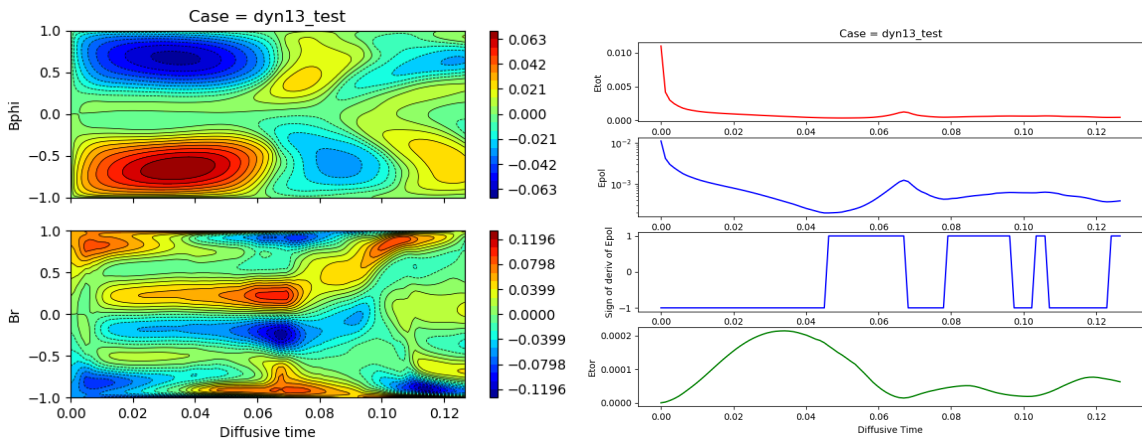 Case = dyn13_test
Bphi
1.0
0.5
0.0
−0.5
−1.0
0.063
0.042
0.021
0.000
−0.021
−0.042
−0.063
Br
1.0
0.5
0.0
−0.5
−1.0
0.00 0.02 0.04 0.06 0.08 0.10 0.12
Diffusive time
0.1196
0.0798
0.0399
0.0000
−0.0399
−0.0798
−0.1196
Case = dyn13_test
Etot
0.010
0.005
0.000
0.00 0.02 0.04 0.06 0.08 0.10 0.12
Epol
10⁻²
10⁻³
0.00 0.02 0.04 0.06 0.08 0.10 0.12
Sign of deriv of Epol
1
0
−1
0.00 0.02 0.04 0.06 0.08 0.10 0.12
Etor
0.0002
0.0001
0.0000
0.00 0.02 0.04 0.06 0.08 0.10 0.12
Diffusive Time